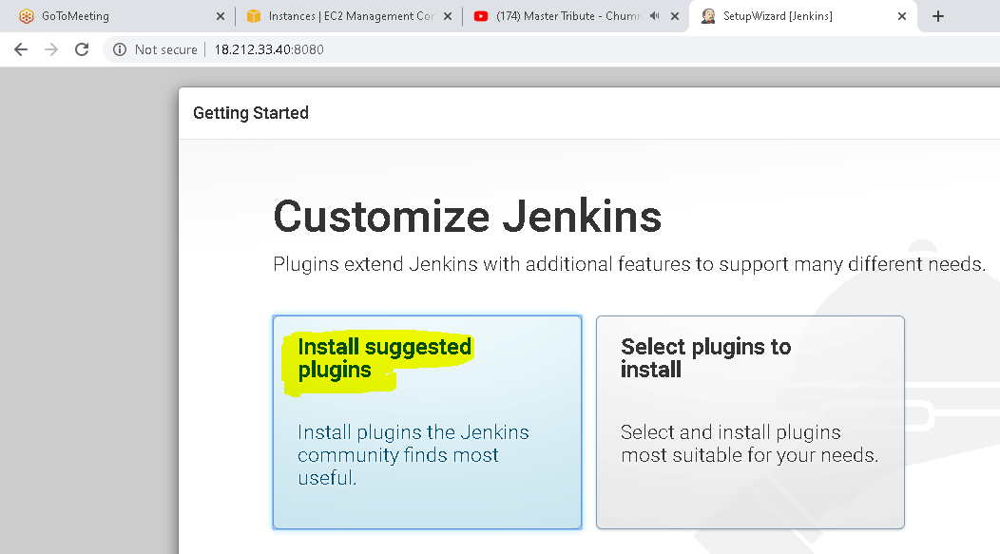 GoToMeeting
Instances | EC2 Management Con
(174) Master Tribute - Chumm
SetupWizard [Jenkins]
Not secure
18.212.33.40:8080
Getting Started
Customize Jenkins
Plugins extend Jenkins with additional features to support many different needs.
Install suggested
plugins
Install plugins the Jenkins
community finds most
useful.
Select plugins to
install
Select and install plugins
most suitable for your needs.